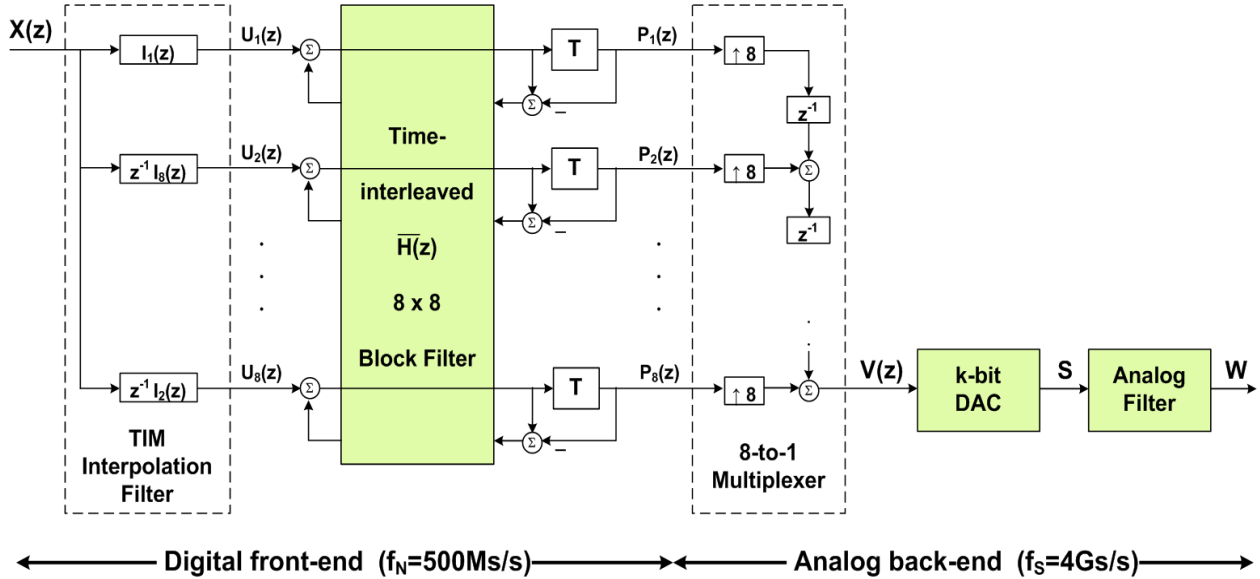 X(z)
I₁(z)
U₁(z)
Σ
T
P₁(z)
↑ 8
Σ
–
z⁻¹
Time-
z⁻¹ I₈(z)
U₂(z)
Σ
T
P₂(z)
↑ 8
Σ
interleaved
Σ
–
z⁻¹
H(z)
8 x 8
Block Filter
z⁻¹ I₂(z)
U₈(z)
Σ
T
P₈(z)
↑ 8
Σ
V(z)
k-bit
DAC
S
Analog
Filter
W
Σ
–
TIM
Interpolation
Filter
8-to-1
Multiplexer
Digital front-end (f_N=500Ms/s)
Analog back-end (f_S=4Gs/s)